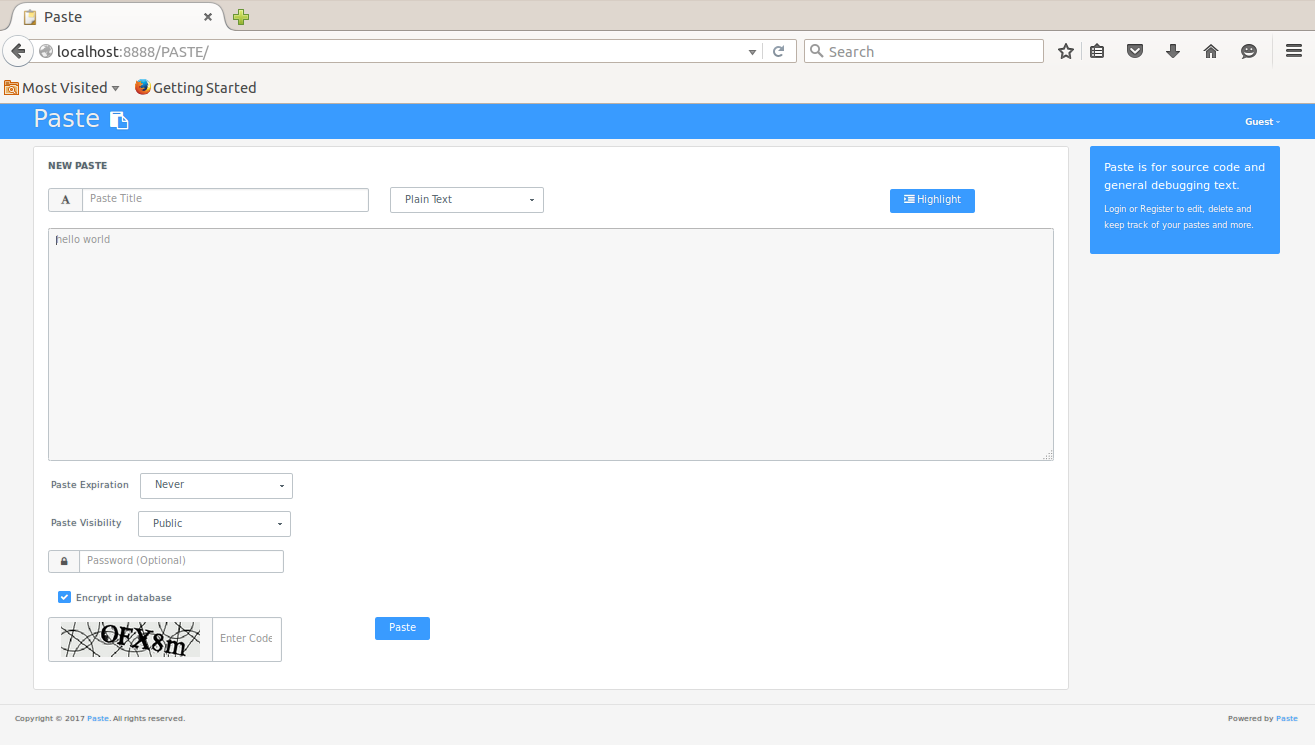 Paste
localhost:8888/PASTE/
Search
Most Visited
Getting Started
Paste
Guest
NEW PASTE
A
Paste Title
Plain Text
Highlight
hello world
Paste is for source code and
general debugging text.
Login or Register to edit, delete and
keep track of your pastes and more.
Paste Expiration
Never
Paste Visibility
Public
Password (Optional)
Encrypt in database
OFX8m
Enter Code
Paste
Copyright © 2017 Paste. All rights reserved.
Powered by Paste